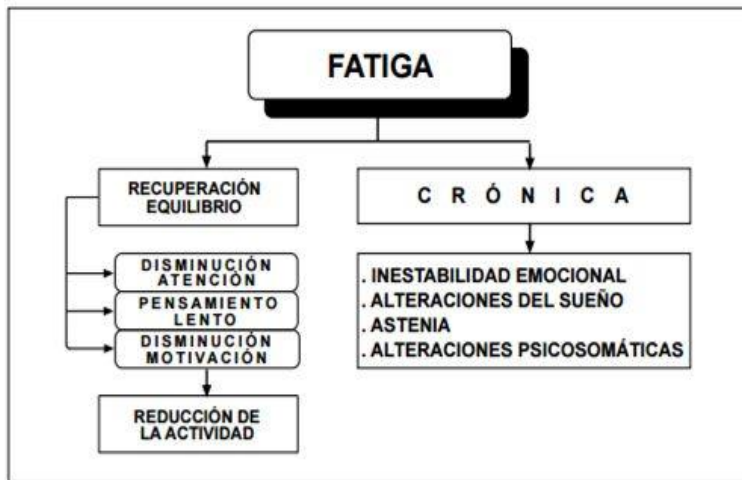 FATIGA
RECUPERACIÓN
EQUILIBRIO
DISMINUCIÓN
ATENCIÓN
PENSAMIENTO
LENTO
DISMINUCIÓN
MOTIVACIÓN
REDUCCIÓN DE
LA ACTIVIDAD
CRÓNICA
. INESTABILIDAD EMOCIONAL
. ALTERACIONES DEL SUEÑO
. ASTENIA
. ALTERACIONES PSICOSOMÁTICAS